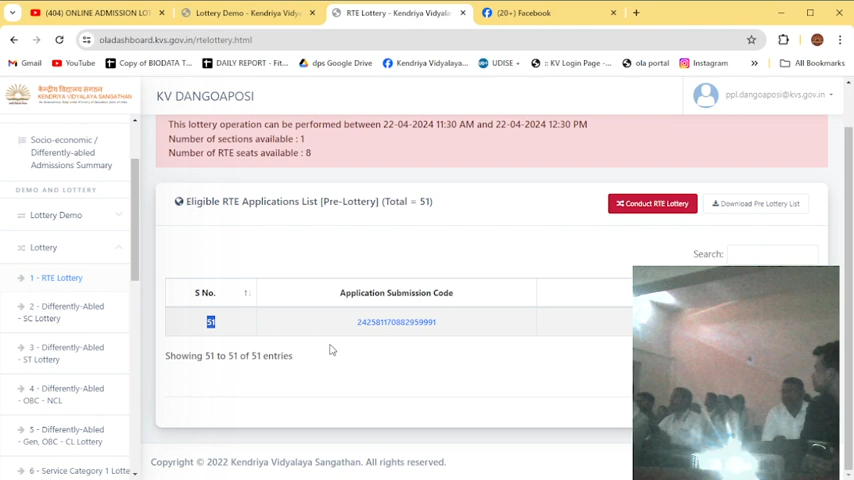 (404) ONLINE ADMISSION LOT
Lottery Demo - Kendriya Vidya
RTE Lottery - Kendriya Vidyala
(20+) Facebook
oladashboard.kvs.gov.in/rtelottery.html
Gmail
YouTube
Copy of BIODATA T...
DAILY REPORT - Fit...
dps Google Drive
Kendriya Vidyalaya...
UDISE +
:: KV Login Page -...
ola portal
Instagram
All Bookmarks
केन्द्रीय विद्यालय संगठन
KENDRIYA VIDYALAYA SANGATHAN
KV DANGOAPOSI
ppl.dangoaposi@kvs.gov.in
Socio-economic /
Differently-abled
Admissions Summary
DEMO AND LOTTERY
Lottery Demo
Lottery
1 - RTE Lottery
2 - Differently-Abled
- SC Lottery
3 - Differently-Abled
- ST Lottery
4 - Differently-Abled
- OBC - NCL
5 - Differently-Abled
- Gen, OBC - CL Lottery
6 - Service Category 1 Lotte
This lottery operation can be performed between 22-04-2024 11:30 AM and 22-04-2024 12:30 PM
Number of sections available : 1
Number of RTE seats available : 8
Eligible RTE Applications List [Pre-Lottery] (Total = 51)
Conduct RTE Lottery
Download Pre Lottery List
Search:
S No.
Application Submission Code
51
242581170882959991
Showing 51 to 51 of 51 entries
Copyright © 2022 Kendriya Vidyalaya Sangathan. All rights reserved.